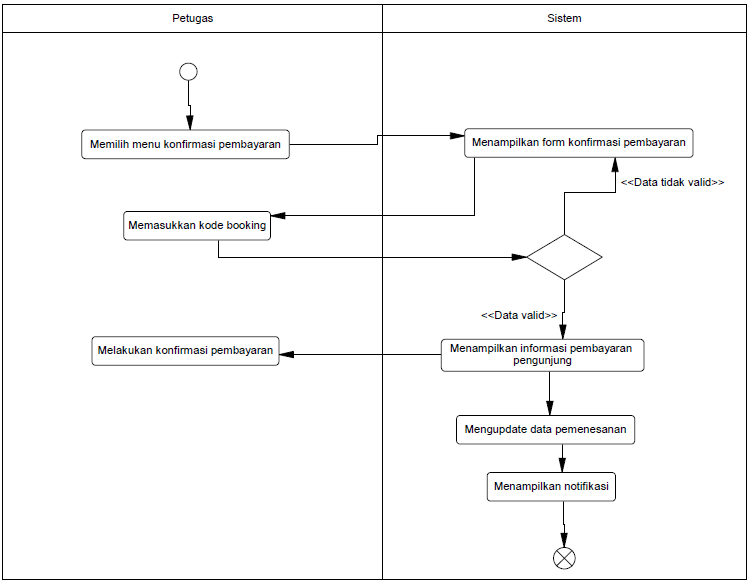 Petugas
Sistem
Memilih menu konfirmasi pembayaran
Menampilkan form konfirmasi pembayaran
<<Data tidak valid>>
Memasukkan kode booking
<<Data valid>>
Melakukan konfirmasi pembayaran
Menampilkan informasi pembayaran
pengunjung
Mengupdate data pemenesanan
Menampilkan notifikasi